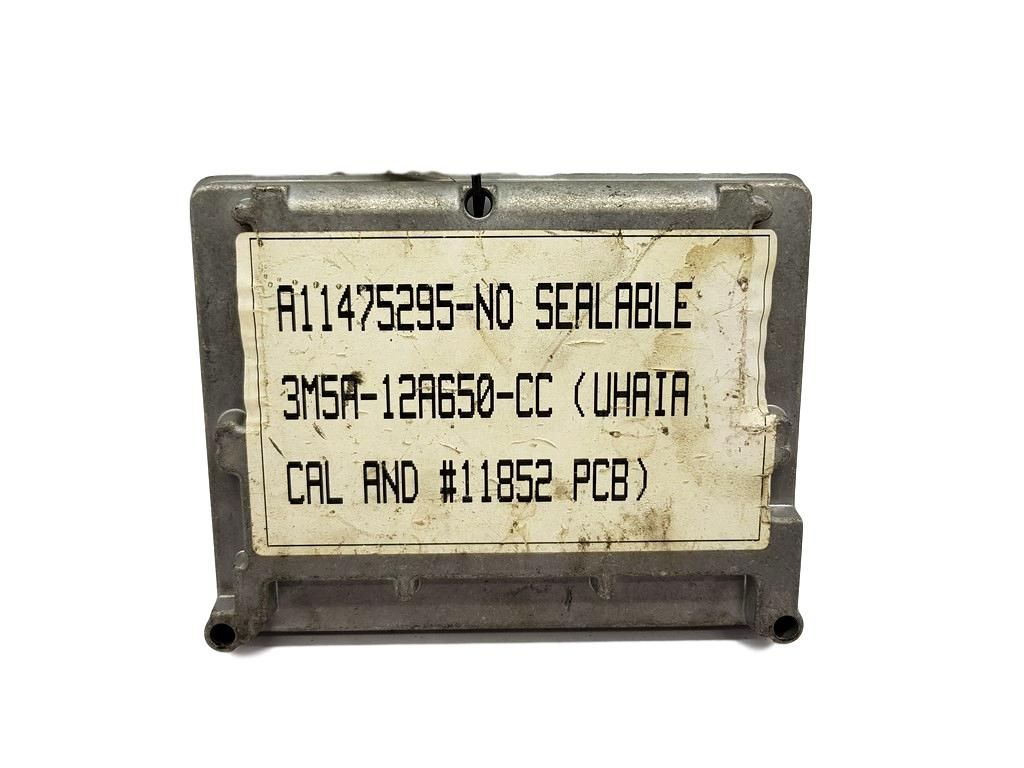 A11475295-NO SEALABLE
3M5A-12A650-CC (UHAIA
CAL AND #11852 PCB)